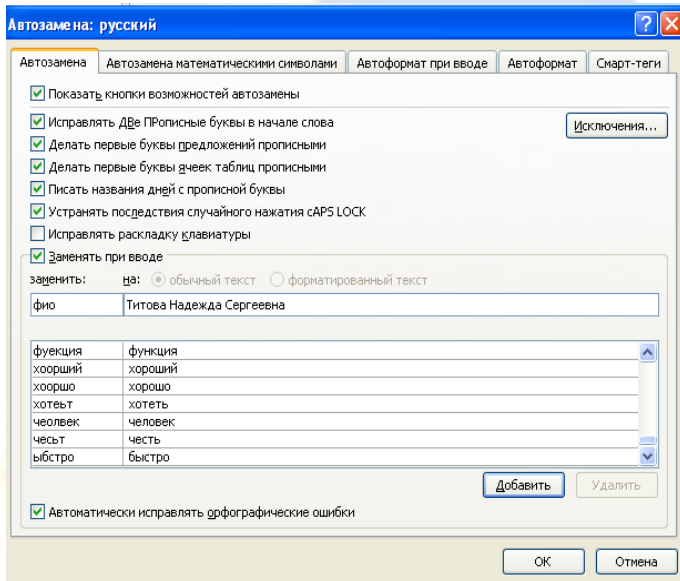 Автозамена: русский
Автозамена Автозамена математическими символами Автоформат при вводе Автоформат Смарт-теги
Показать кнопки возможностей автозамены
Исправлять ДВе ПРописные буквы в начале слова Исключения...
Делать первые буквы предложений прописными
Делать первые буквы ячеек таблиц прописными
Писать названия дней с прописной буквы
Устранять последствия случайного нажатия cAPS LOCK
Исправлять раскладку клавиатуры
Заменять при вводе
заменить: на: обычный текст форматированный текст
фио Титова Надежда Сергеевна
фуекция функция
хоорший хороший
хооршо хорошо
хотеьт хотеть
чеолвек человек
чесьт честь
ыбстро быстро
Добавить Удалить
Автоматически исправлять орфографические ошибки
ОК Отмена